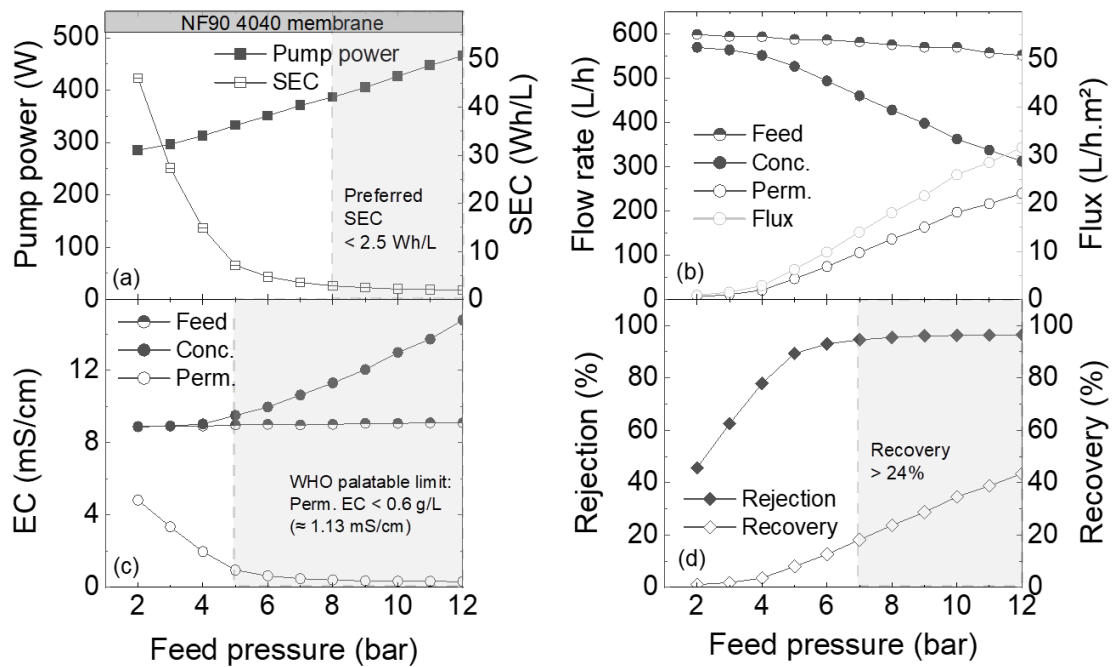 NF90 4040 membrane
500
400
300
200
100
0
Pump power (W)
Pump power
SEC
50
40
30
20
10
0
SEC (Wh/L)
Preferred
SEC
< 2.5 Wh/L
(a)
600
500
400
300
200
100
0
Flow rate (L/h)
Feed
Conc.
Perm.
Flux
50
40
30
20
10
0
Flux (L/h.m²)
(b)
12
8
4
0
EC (mS/cm)
Feed
Conc.
Perm.
WHO palatable limit:
Perm. EC < 0.6 g/L
(≈ 1.13 mS/cm)
(c)
2 4 6 8 10 12
Feed pressure (bar)
100
80
60
40
20
0
Rejection (%)
Recovery
> 24%
Rejection
Recovery
100
80
60
40
20
0
Recovery (%)
(d)
2 4 6 8 10 12
Feed pressure (bar)